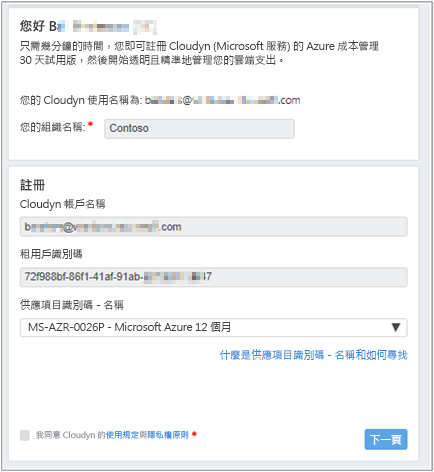 您好
只需幾分鐘的時間，您即可註冊 Cloudyn (Microsoft 服務) 的 Azure 成本管理
30 天試用版，然後開始透明且精準地管理您的雲端支出。
您的 Cloudyn 使用名稱為: .com
您的組織名稱: * Contoso
註冊
Cloudyn 帳戶名稱
.com
租用戶識別碼
72f988bf-86f1-41af-91ab- 47
供應項目識別碼 - 名稱
MS-AZR-0026P - Microsoft Azure 12 個月
什麼是供應項目識別碼 - 名稱和如何尋找
我同意 Cloudyn 的使用規定與隱私權原則 *
下一頁